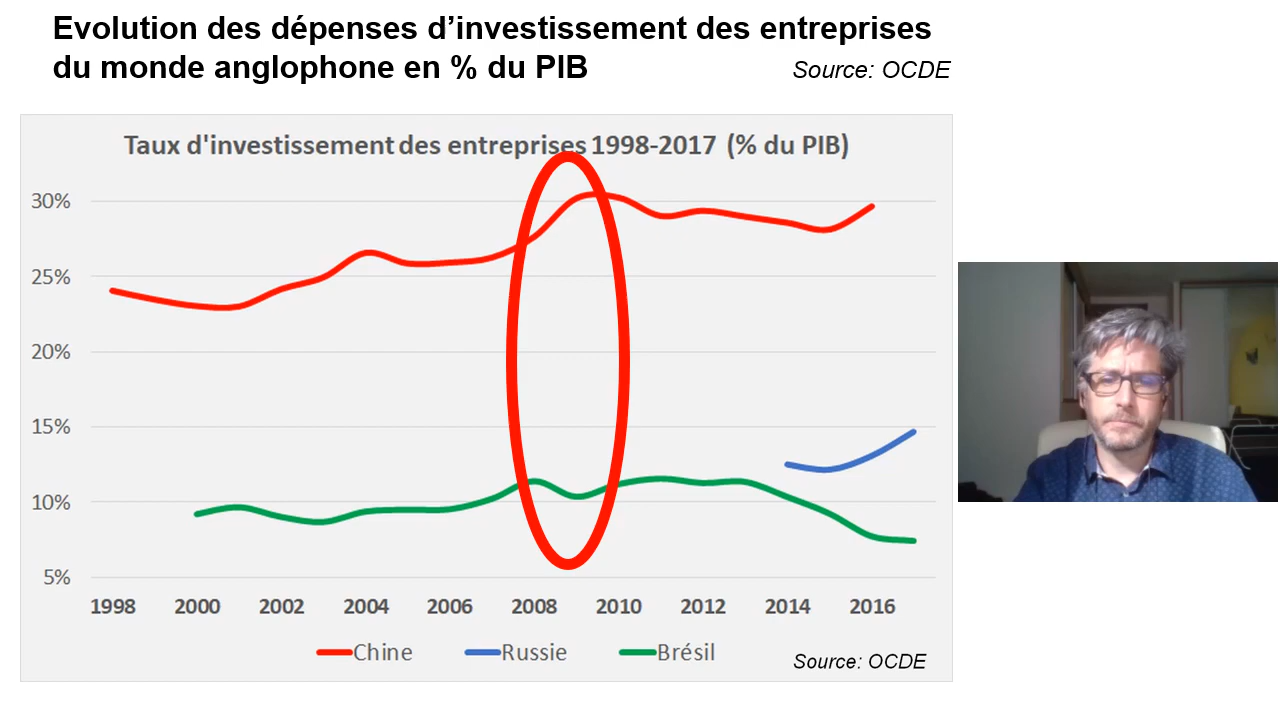 Evolution des dépenses d’investissement des entreprises
du monde anglophone en % du PIB
Source: OCDE
Taux d'investissement des entreprises 1998-2017 (% du PIB)
30%
25%
20%
15%
10%
5%
1998 2000 2002 2004 2006 2008 2010 2012 2014 2016
Chine Russie Brésil
Source: OCDE